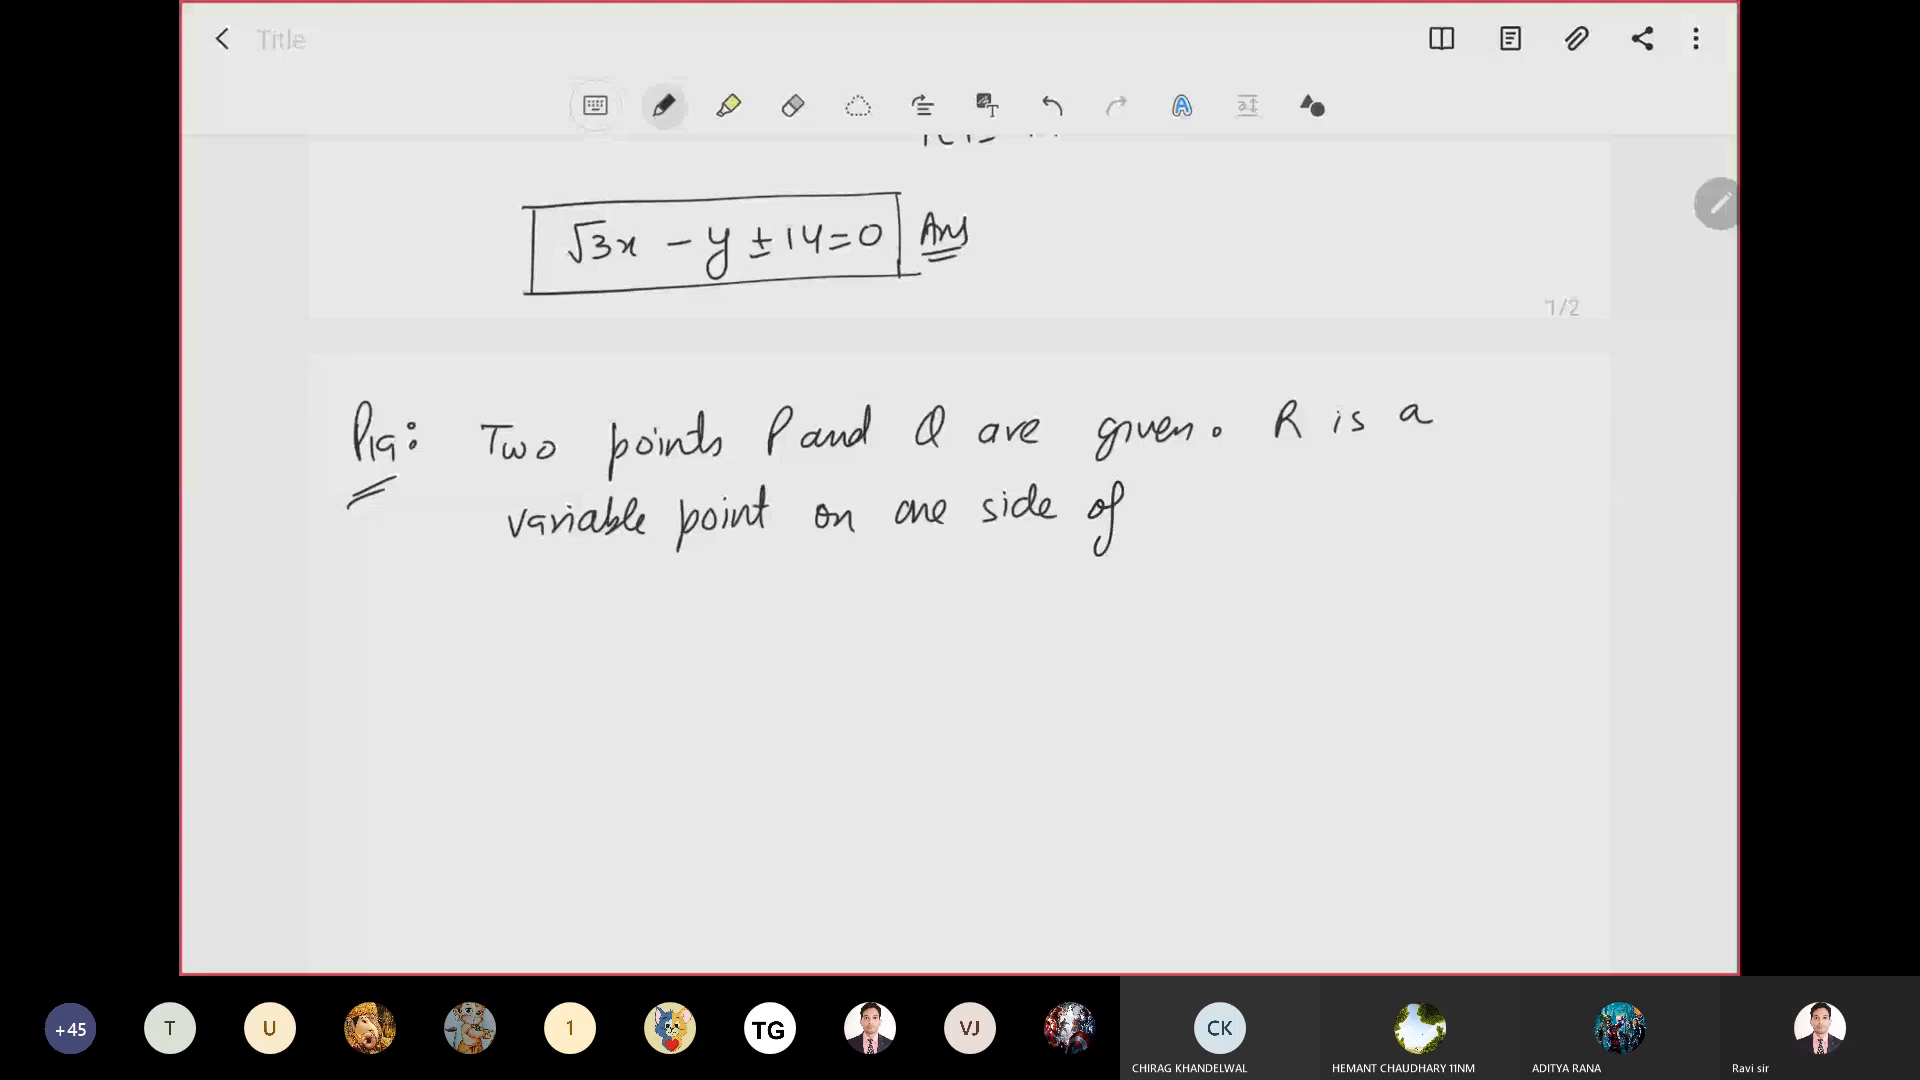 Title
√3x - y ± 14 = 0 Ans
1/2
P19: Two points P and Q are given. R is a
variable point on one side of
+45
T
U
1
TG
VJ
CK
CHIRAG KHANDELWAL
HEMANT CHAUDHARY 11NM
ADITYA RANA
Ravi sir